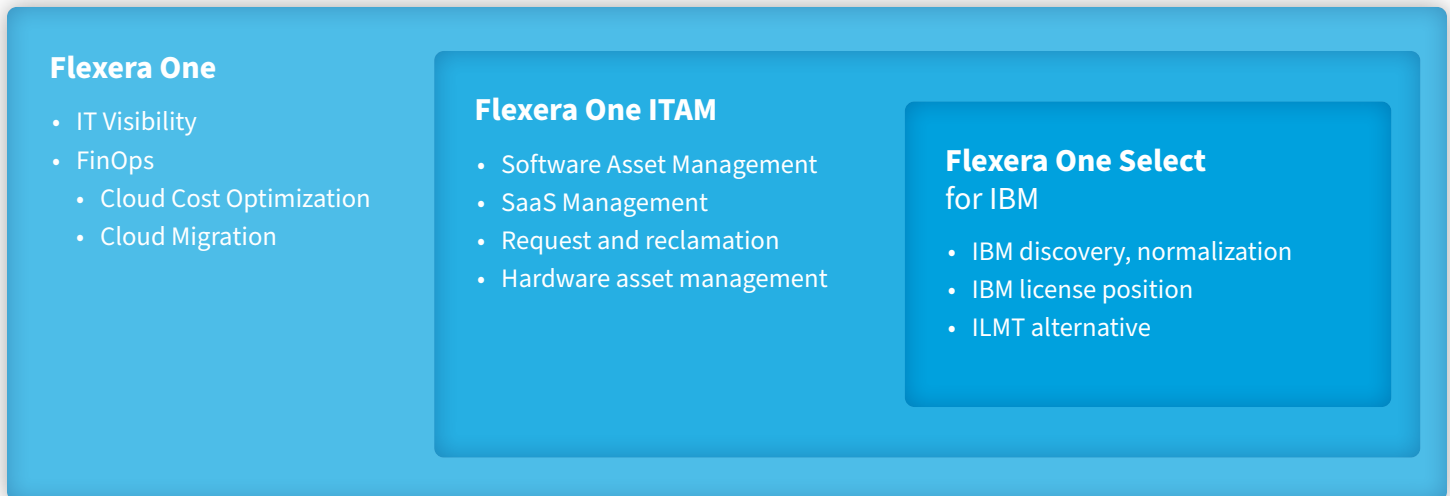 Flexera One
• IT Visibility
• FinOps
• Cloud Cost Optimization
• Cloud Migration
Flexera One ITAM
• Software Asset Management
• SaaS Management
• Request and reclamation
• Hardware asset management
Flexera One Select
for IBM
• IBM discovery, normalization
• IBM license position
• ILMT alternative